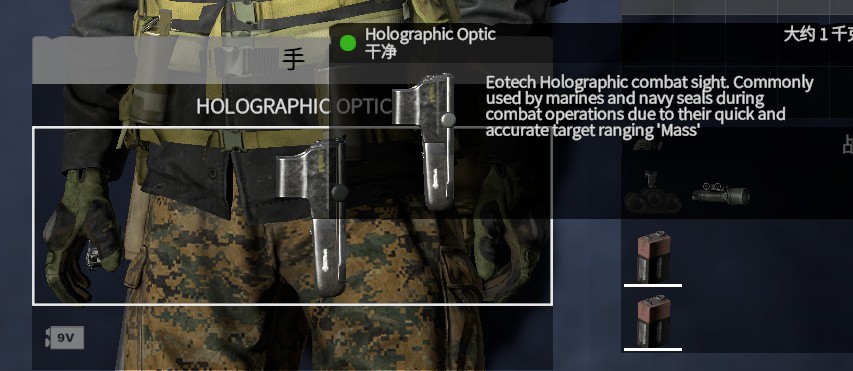 Holographic Optic
干净
大约 1 千
手
HOLOGRAPHIC OPTIC
Eotech Holographic combat sight. Commonly
used by marines and navy seals during
combat operations due to their quick and
accurate target ranging 'Mass'
9V